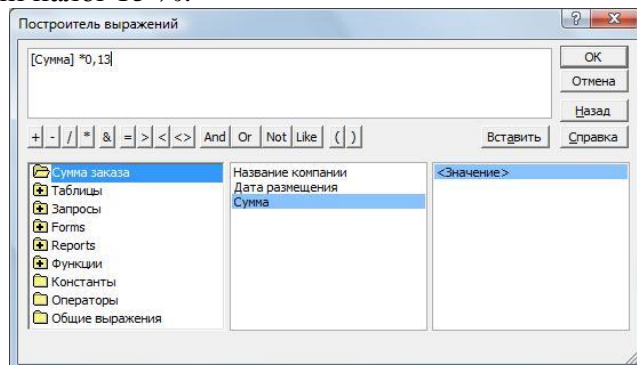 Построитель выражений
[Сумма] *0,13
ОК
Отмена
Назад
Справка
+ - / * & = > < <> And Or Not Like ( ) Вставить
Сумма заказа
Таблицы
Запросы
Forms
Reports
Функции
Константы
Операторы
Общие выражения
Название компании
Дата размещения
Сумма
<Значение>